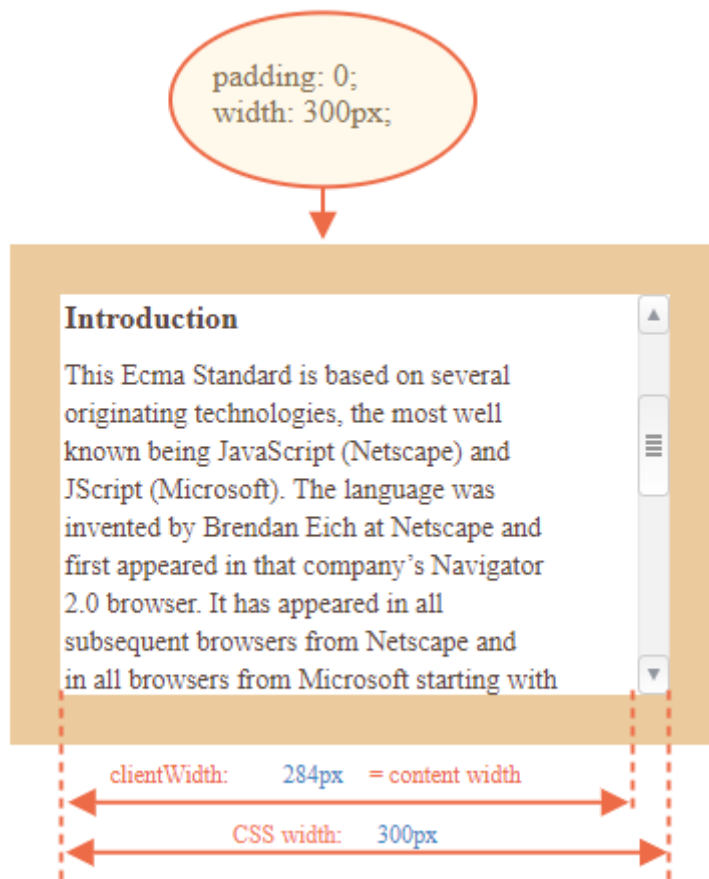 padding: 0;
width: 300px;
Introduction
This Ecma Standard is based on several
originating technologies, the most well
known being JavaScript (Netscape) and
JScript (Microsoft). The language was
invented by Brendan Eich at Netscape and
first appeared in that company’s Navigator
2.0 browser. It has appeared in all
subsequent browsers from Netscape and
in all browsers from Microsoft starting with
clientWidth: 284px = content width
CSS width: 300px